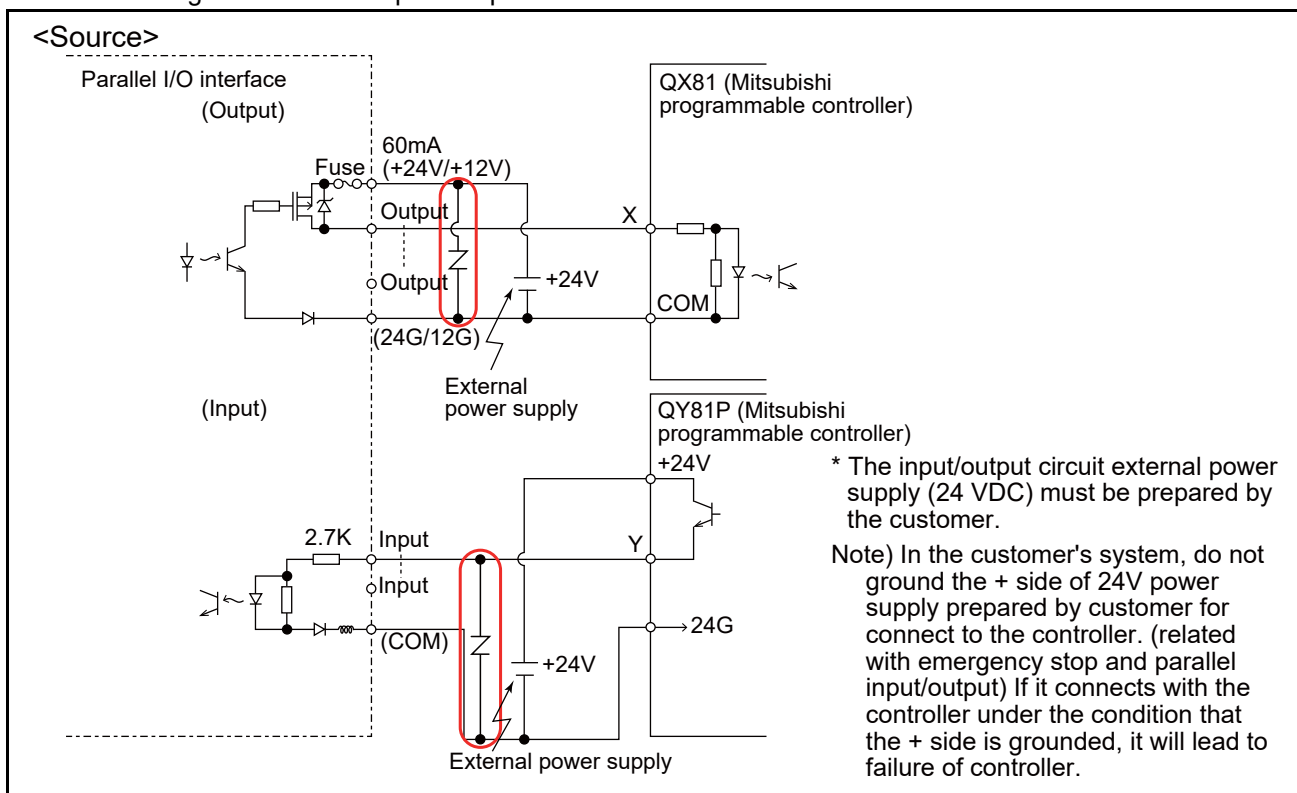 <Source>
Parallel I/O interface
(Output)
QX81 (Mitsubishi
programmable controller)
60mA
Fuse
(+24V/+12V)
Output
X
Output
+24V
COM
(24G/12G)
External
power supply
(Input)
QY81P (Mitsubishi
programmable controller)
+24V
2.7K
Input
Y
Input
(COM)
24G
+24V
External power supply
* The input/output circuit external power
supply (24 VDC) must be prepared by
the customer.
Note) In the customer's system, do not
ground the + side of 24V power
supply prepared by customer for
connect to the controller. (related
with emergency stop and parallel
input/output) If it connects with the
controller under the condition that
the + side is grounded, it will lead to
failure of controller.